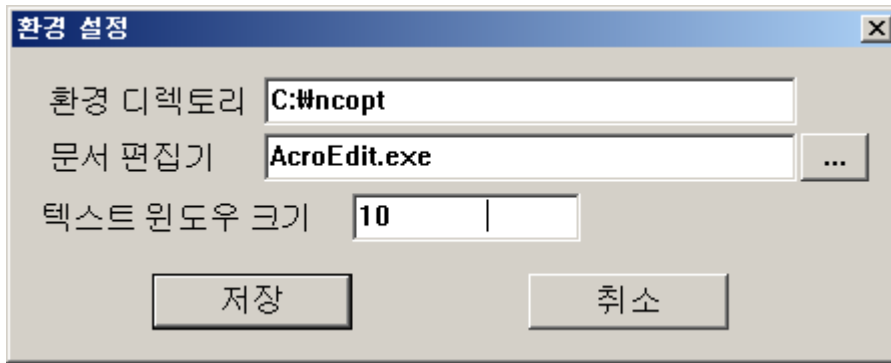 환경 설정
환경 디렉토리 C:₩ncopt
문서 편집기 AcroEdit.exe ...
텍스트 윈도우 크기 10
저장 취소